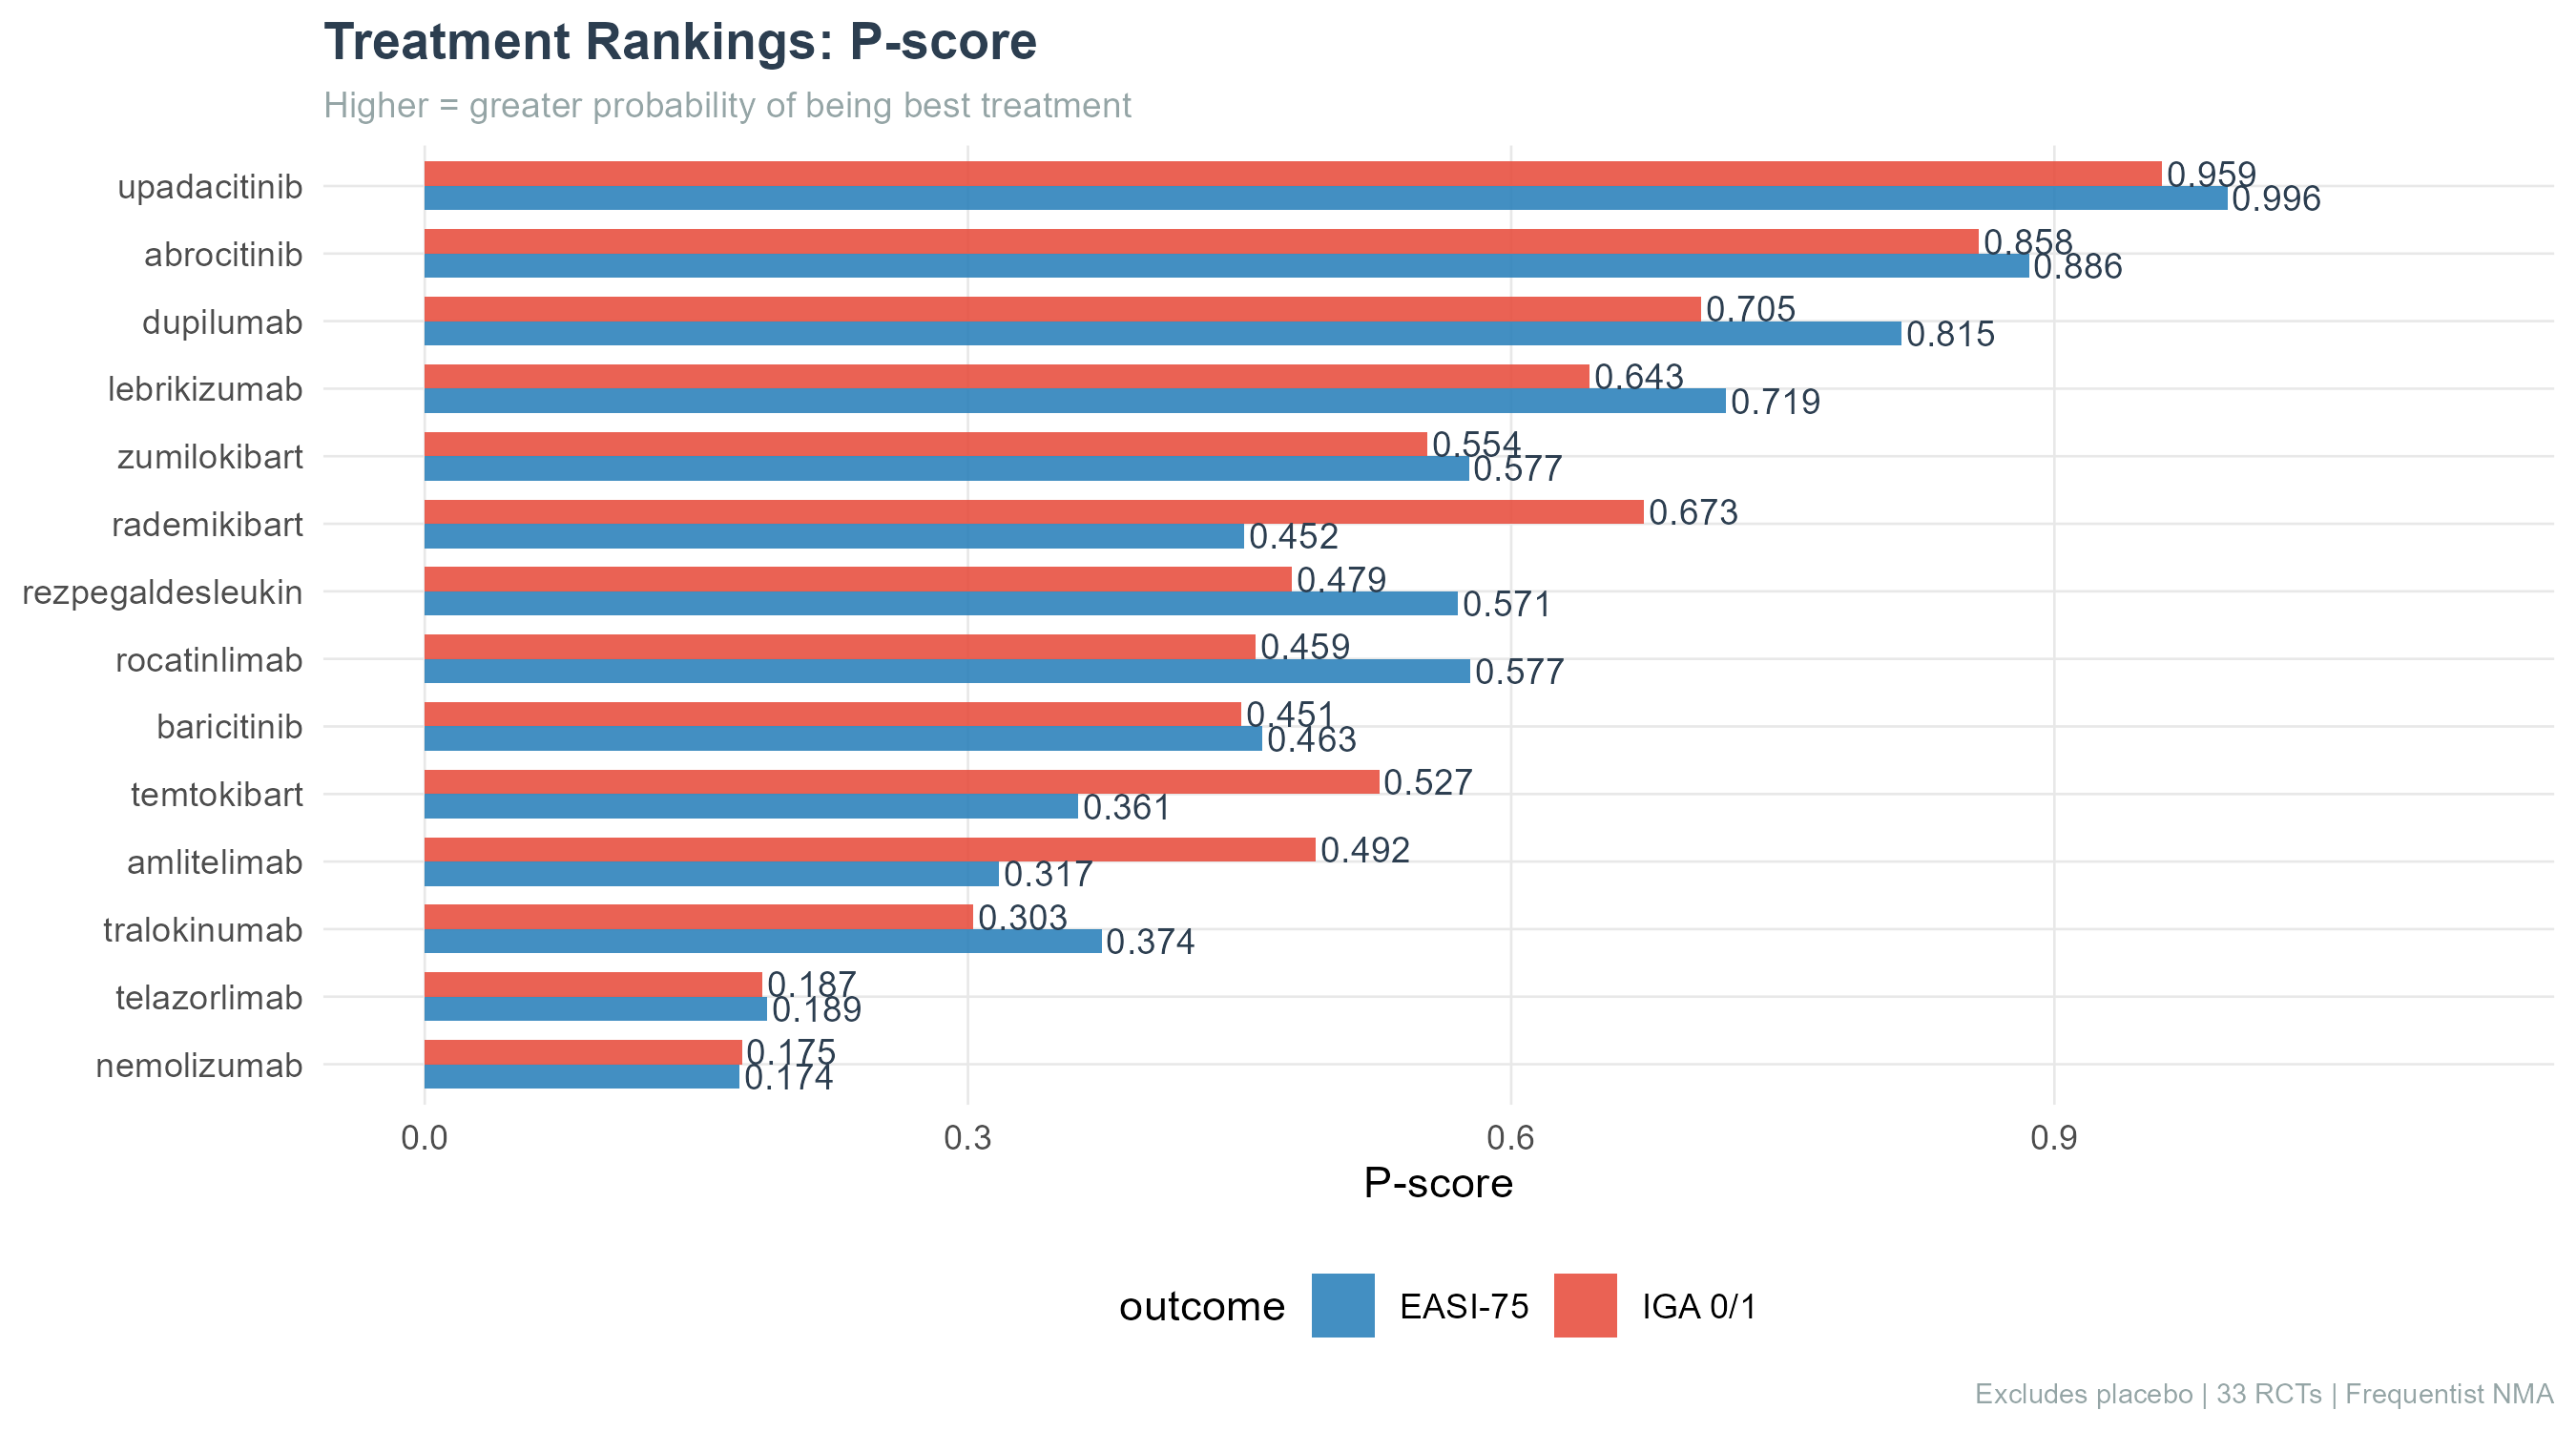 Treatment Rankings: P-score
Higher = greater probability of being best treatment
upadacitinib 0.959
0.996
abrocitinib 0.858
0.886
dupilumab 0.705
0.815
lebrikizumab 0.643
0.719
zumilokibart 0.554
0.577
rademikibart 0.673
0.452
rezpegaldesleukin 0.479
0.571
rocatinlimab 0.459
0.577
baricitinib 0.451
0.463
temtokibart 0.527
0.361
amlitelimab 0.492
0.317
tralokinumab 0.303
0.374
telazorlimab 0.187
0.189
nemolizumab 0.175
0.174
0.0 0.3 0.6 0.9
P-score
outcome EASI-75 IGA 0/1
Excludes placebo | 33 RCTs | Frequentist NMA